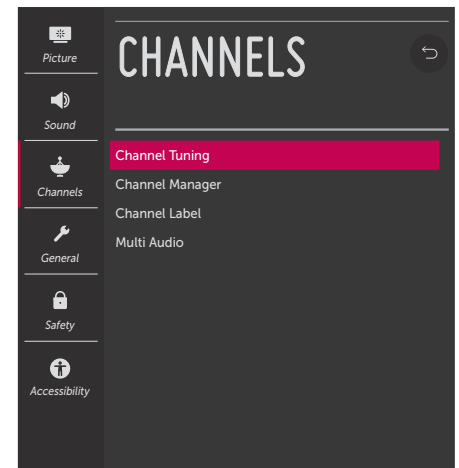 Picture
Sound
Channels
General
Safety
Accessibility
CHANNELS
Channel Tuning
Channel Manager
Channel Label
Multi Audio